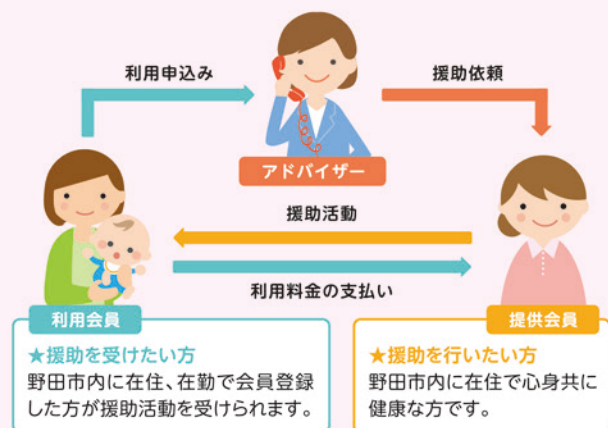 利用申込み
援助依頼
アドバイザー
援助活動
利用料金の支払い
利用会員
★援助を受けたい方
野田市内に在住、在勤で会員登録
した方が援助活動を受けられます。
提供会員
★援助を行いたい方
野田市内に在住で心身共に
健康な方です。